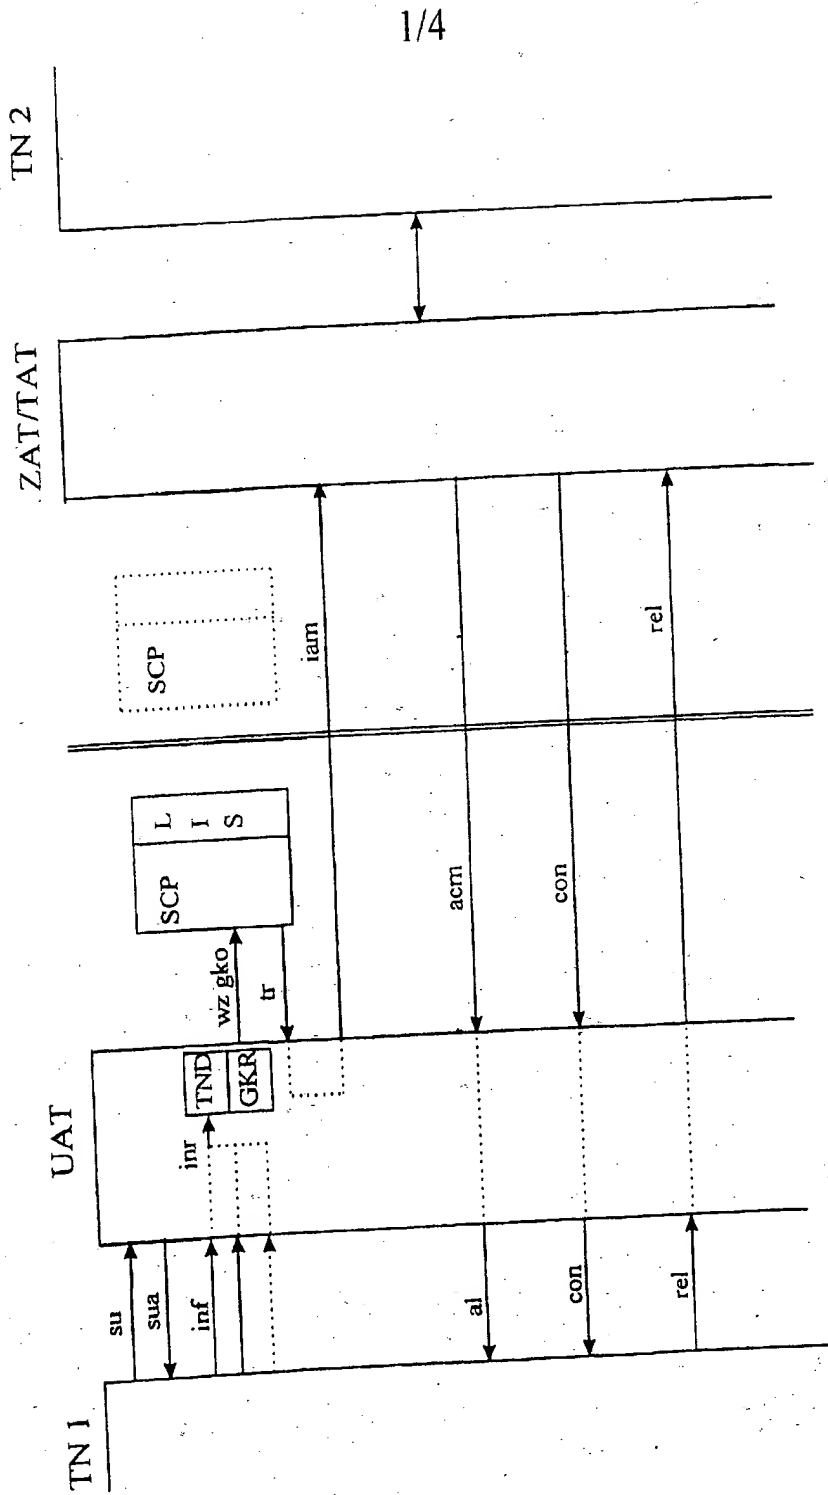 1/4
TN 1
UAT
ZAT/TAT
TN 2
su
sua
inf
inr
TND
GKR
wz gko
tr
SCP
L
I
S
SCP
iam
al
acm
con
con
rel
rel